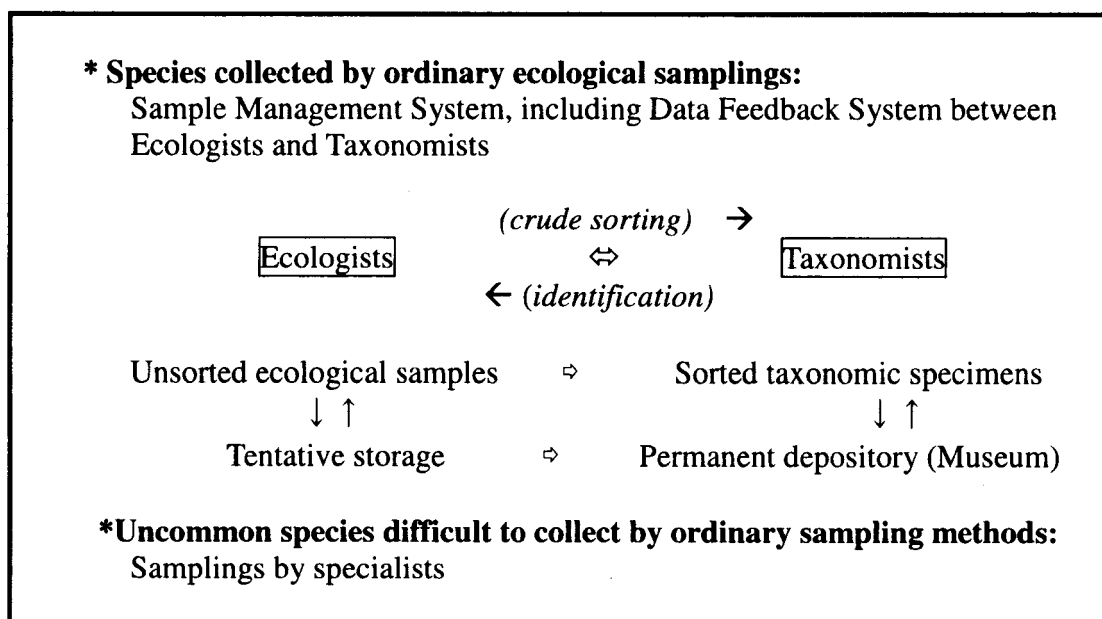 * Species collected by ordinary ecological samplings:
Sample Management System, including Data Feedback System between
Ecologists and Taxonomists
(crude sorting) →
Ecologists ⇔ Taxonomists
← (identification)
Unsorted ecological samples ⇨ Sorted taxonomic specimens
↓ ↑ ↓ ↑
Tentative storage ⇨ Permanent depository (Museum)
*Uncommon species difficult to collect by ordinary sampling methods:
Samplings by specialists